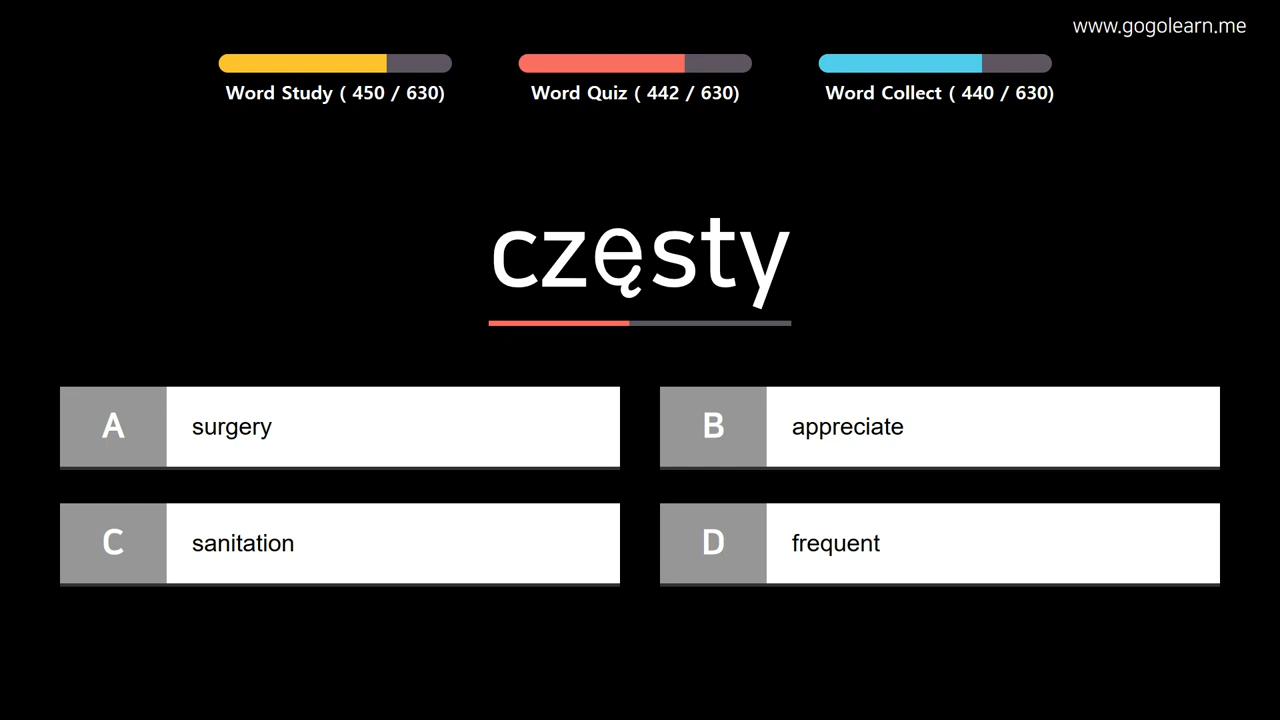 www.gogolearn.me
Word Study ( 450 / 630)
Word Quiz ( 442 / 630)
Word Collect ( 440 / 630)
częsty
A surgery
B appreciate
C sanitation
D frequent